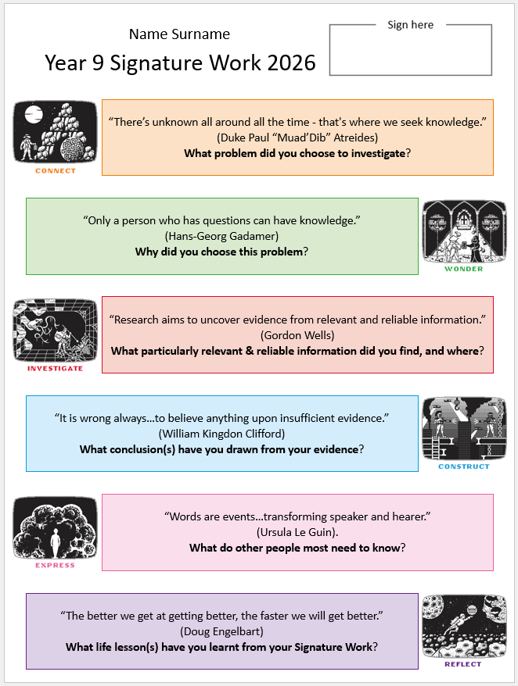 Name Surname
Sign here
Year 9 Signature Work 2026
“There’s unknown all around all the time - that's where we seek knowledge.”
(Duke Paul “Muad’Dib” Atreides)
What problem did you choose to investigate?
CONNECT
“Only a person who has questions can have knowledge.”
(Hans-Georg Gadamer)
Why did you choose this problem?
WONDER
“Research aims to uncover evidence from relevant and reliable information.”
(Gordon Wells)
What particularly relevant & reliable information did you find, and where?
INVESTIGATE
“It is wrong always…to believe anything upon insufficient evidence.”
(William Kingdon Clifford)
What conclusion(s) have you drawn from your evidence?
CONSTRUCT
“Words are events…transforming speaker and hearer.”
(Ursula Le Guin).
What do other people most need to know?
EXPRESS
“The better we get at getting better, the faster we will get better.”
(Doug Engelbart)
What life lesson(s) have you learnt from your Signature Work?
REFLECT